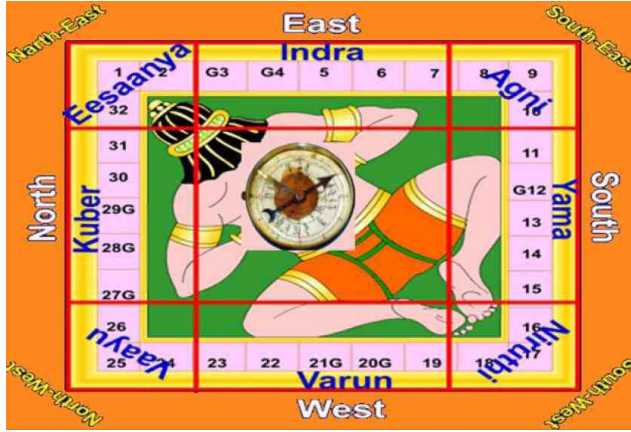 East
Narth-East
South-East
Indra
Eesaanya
Agni
1 2 G3 G4 5 6 7 8 9
32 10
31 11
30 G12
29G 13
28G 14
27G 15
26 16
25 24 23 22 21G 20G 19 18 17
North
Kuber
Yama
South
Vaayu
Niruthi
Varun
North-West
West
South-West